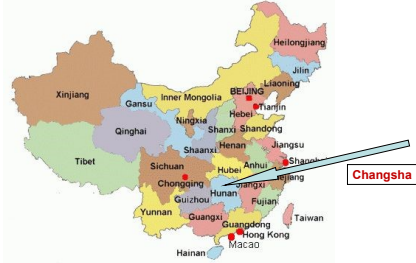 Heilongjiang
Jilin
Liaoning
BEIJING
Tianjin
Hebei
Inner Mongolia
Xinjiang
Gansu
Ningxia
Shanxi
Shandong
Qinghai
Shaanxi
Henan
Jiangsu
Tibet
Anhui
Sichuan
Hubei
Chongqing
Changsha
Hunan
Jiangxi
Guizhou
Fujian
Yunnan
Guangxi
Guangdong
Taiwan
Hong Kong
Macao
Hainan